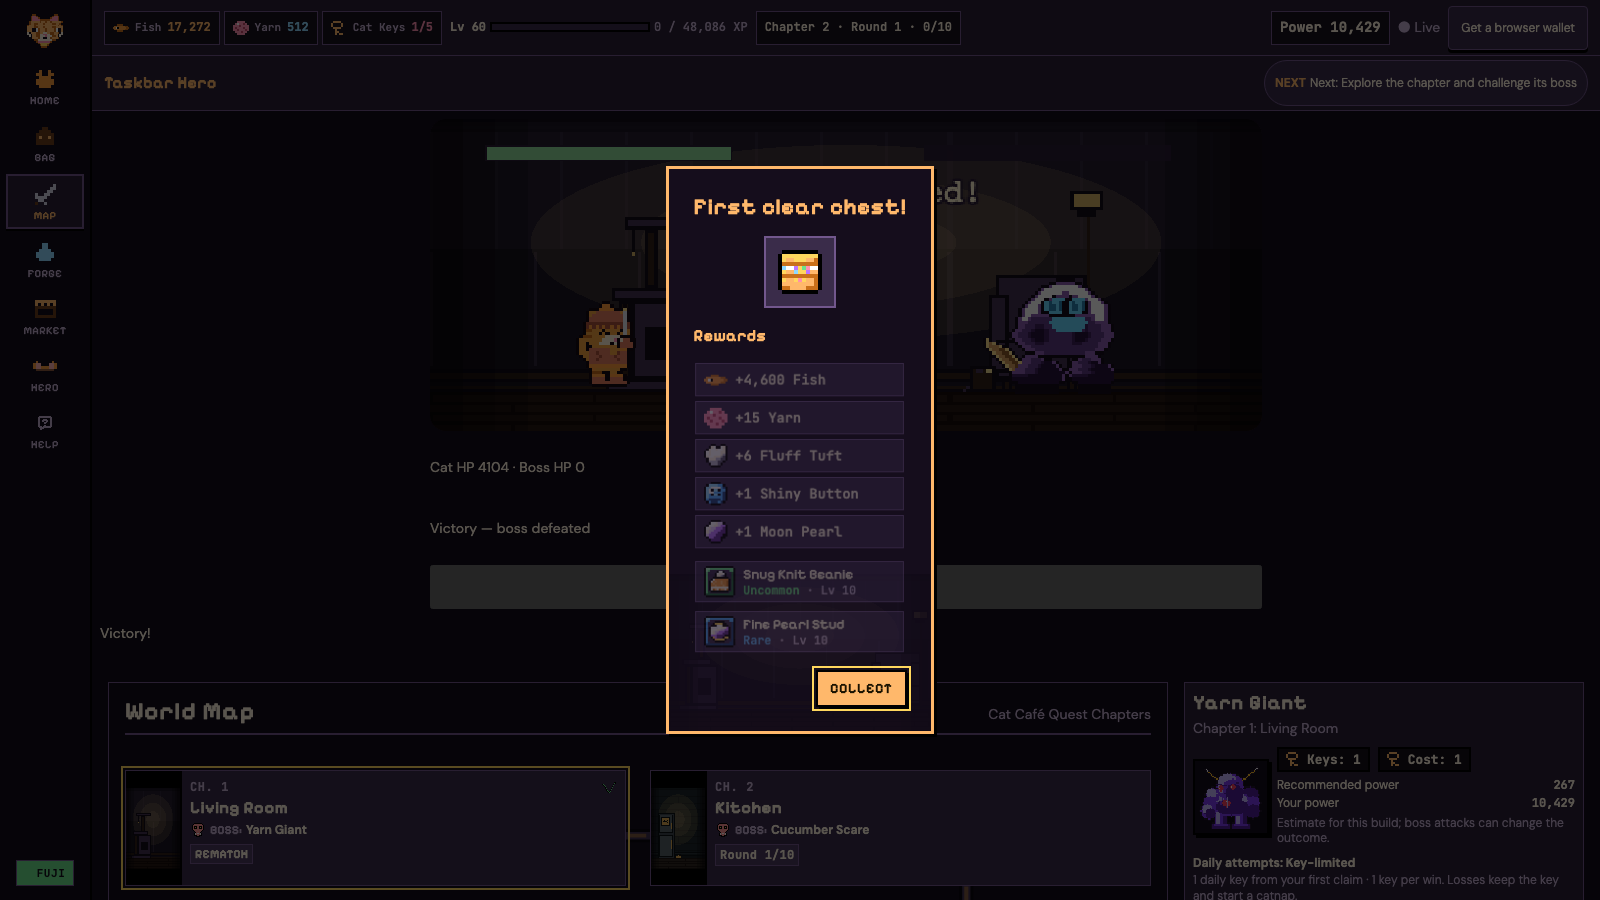 Fish 17,272
Yarn 512
Cat Keys 1/5
Lv 60
0 / 48,086 XP
Chapter 2 · Round 1 · 0/10
Power 10,429
Live
Get a browser wallet
Taskbar Hero
NEXT Next: Explore the chapter and challenge its boss
HOME
BAG
MAP
FORGE
MARKET
HERO
HELP
FUJI
ed!
First clear chest!
Rewards
+4,600 Fish
+15 Yarn
+6 Fluff Tuft
+1 Shiny Button
+1 Moon Pearl
Snug Knit Beanie
Uncommon · Lv 10
Fine Pearl Stud
Rare · Lv 10
COLLECT
Cat HP 4104 · Boss HP 0
Victory — boss defeated
Victory!
World Map
Cat Café Quest Chapters
CH. 1
Living Room
BOSS: Yarn Giant
REMATCH
CH. 2
Kitchen
BOSS: Cucumber Scare
Round 1/10
Yarn Giant
Chapter 1: Living Room
Keys: 1
Cost: 1
Recommended power 267
Your power 10,429
Estimate for this build; boss attacks can change the
outcome.
Daily attempts: Key-limited
1 daily key from your first claim · 1 key per win. Losses keep the key
and start a catnap.